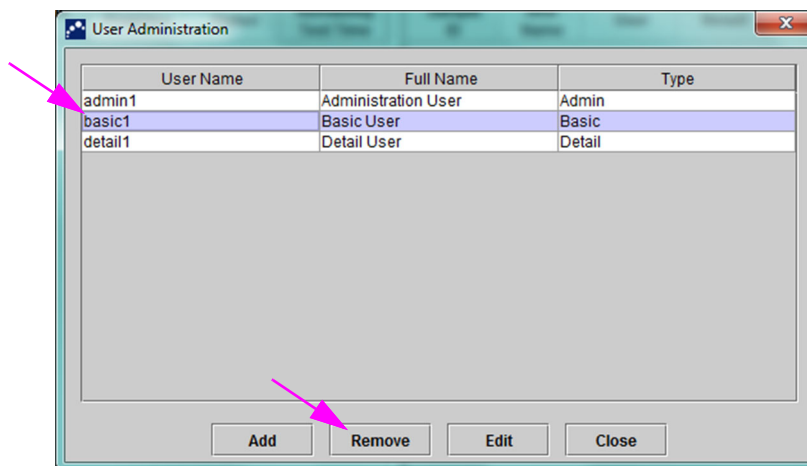 User Administration
User Name Full Name Type
admin1 Administration User Admin
basic1 Basic User Basic
detail1 Detail User Detail
Add Remove Edit Close